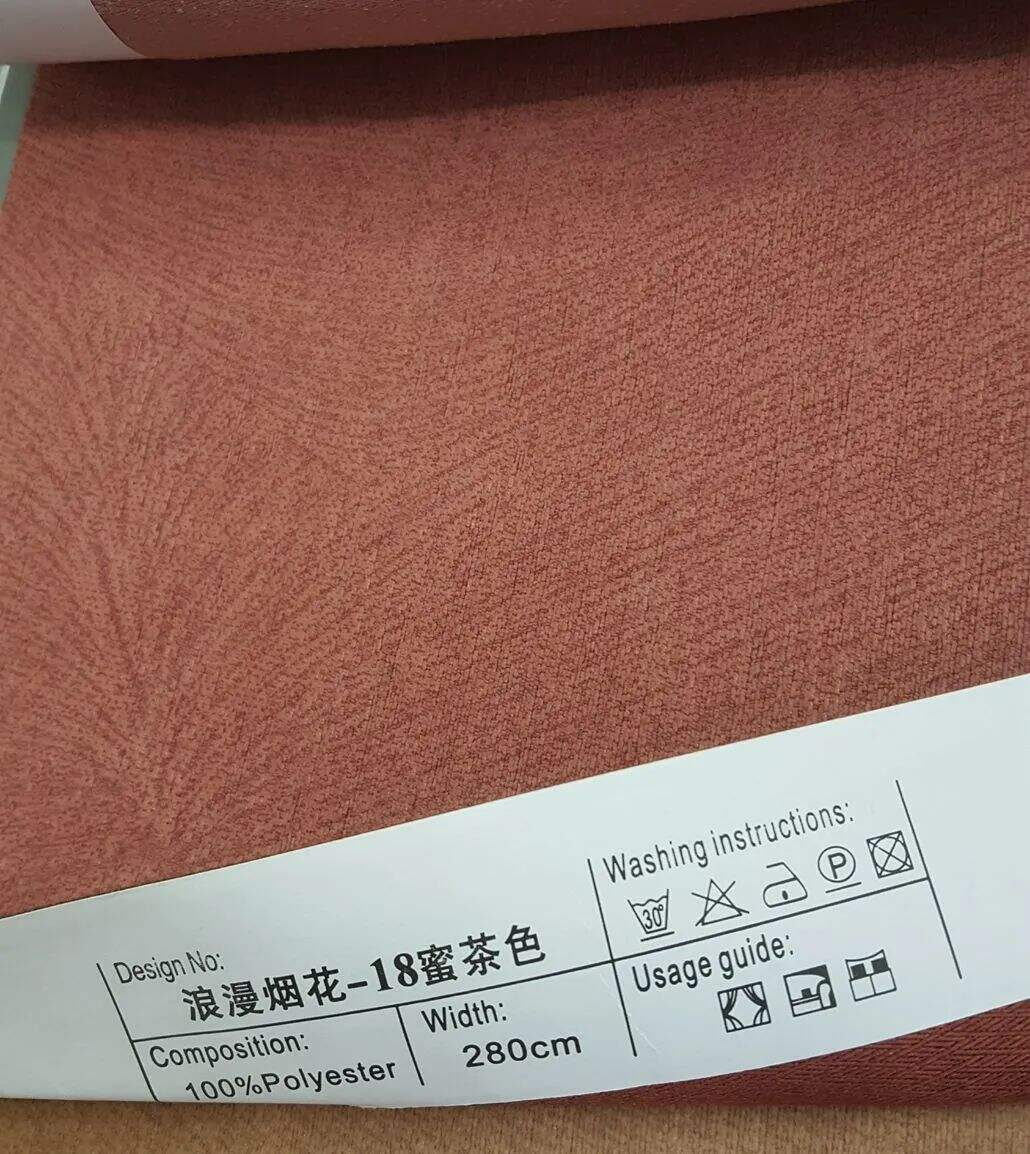 Design No:
浪漫烟花-18蜜茶色
Composition:
100%Polyester
Width:
280cm
Washing instructions:
30°
P
Usage guide: